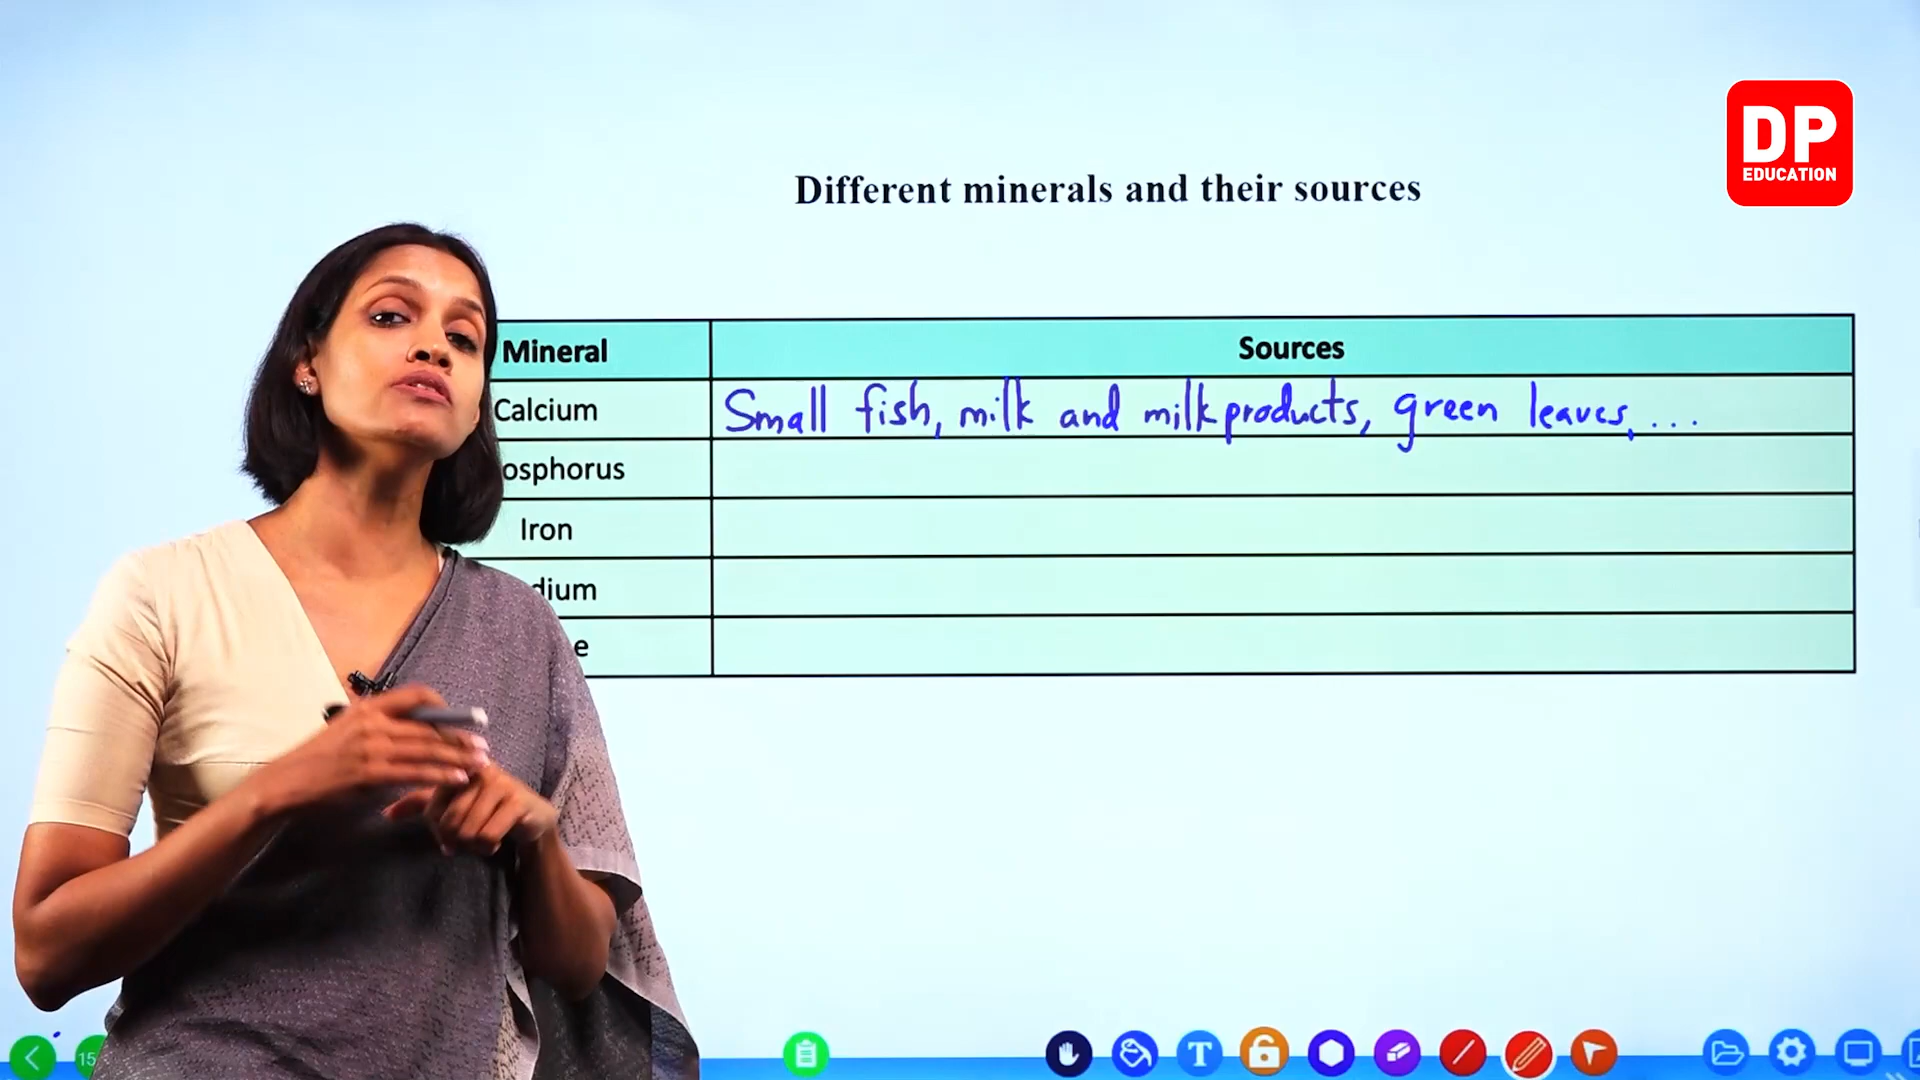 DP
EDUCATION
Different minerals and their sources
Mineral Sources
Calcium Small fish, milk and milk products, green leaves, ...
osphorus
Iron
dium
e
15
T